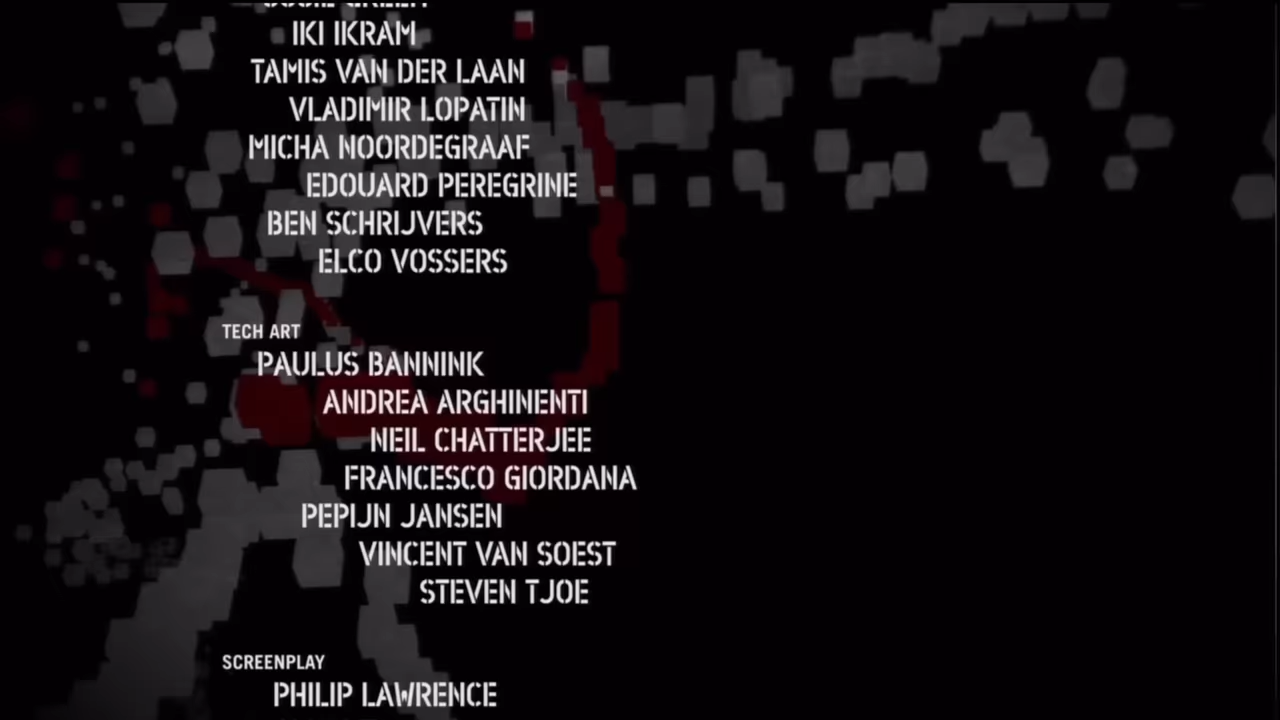 IKI IKRAM
TAMIS VAN DER LAAN
VLADIMIR LOPATIN
MICHA NOORDEGRAAF
EDOUARD PEREGRINE
BEN SCHRIJVERS
ELCO VOSSERS
TECH ART
PAULUS BANNINK
ANDREA ARGHINENTI
NEIL CHATTERJEE
FRANCESCO GIORDANA
PEPIJN JANSEN
VINCENT VAN SOEST
STEVEN TJOE
SCREENPLAY
PHILIP LAWRENCE